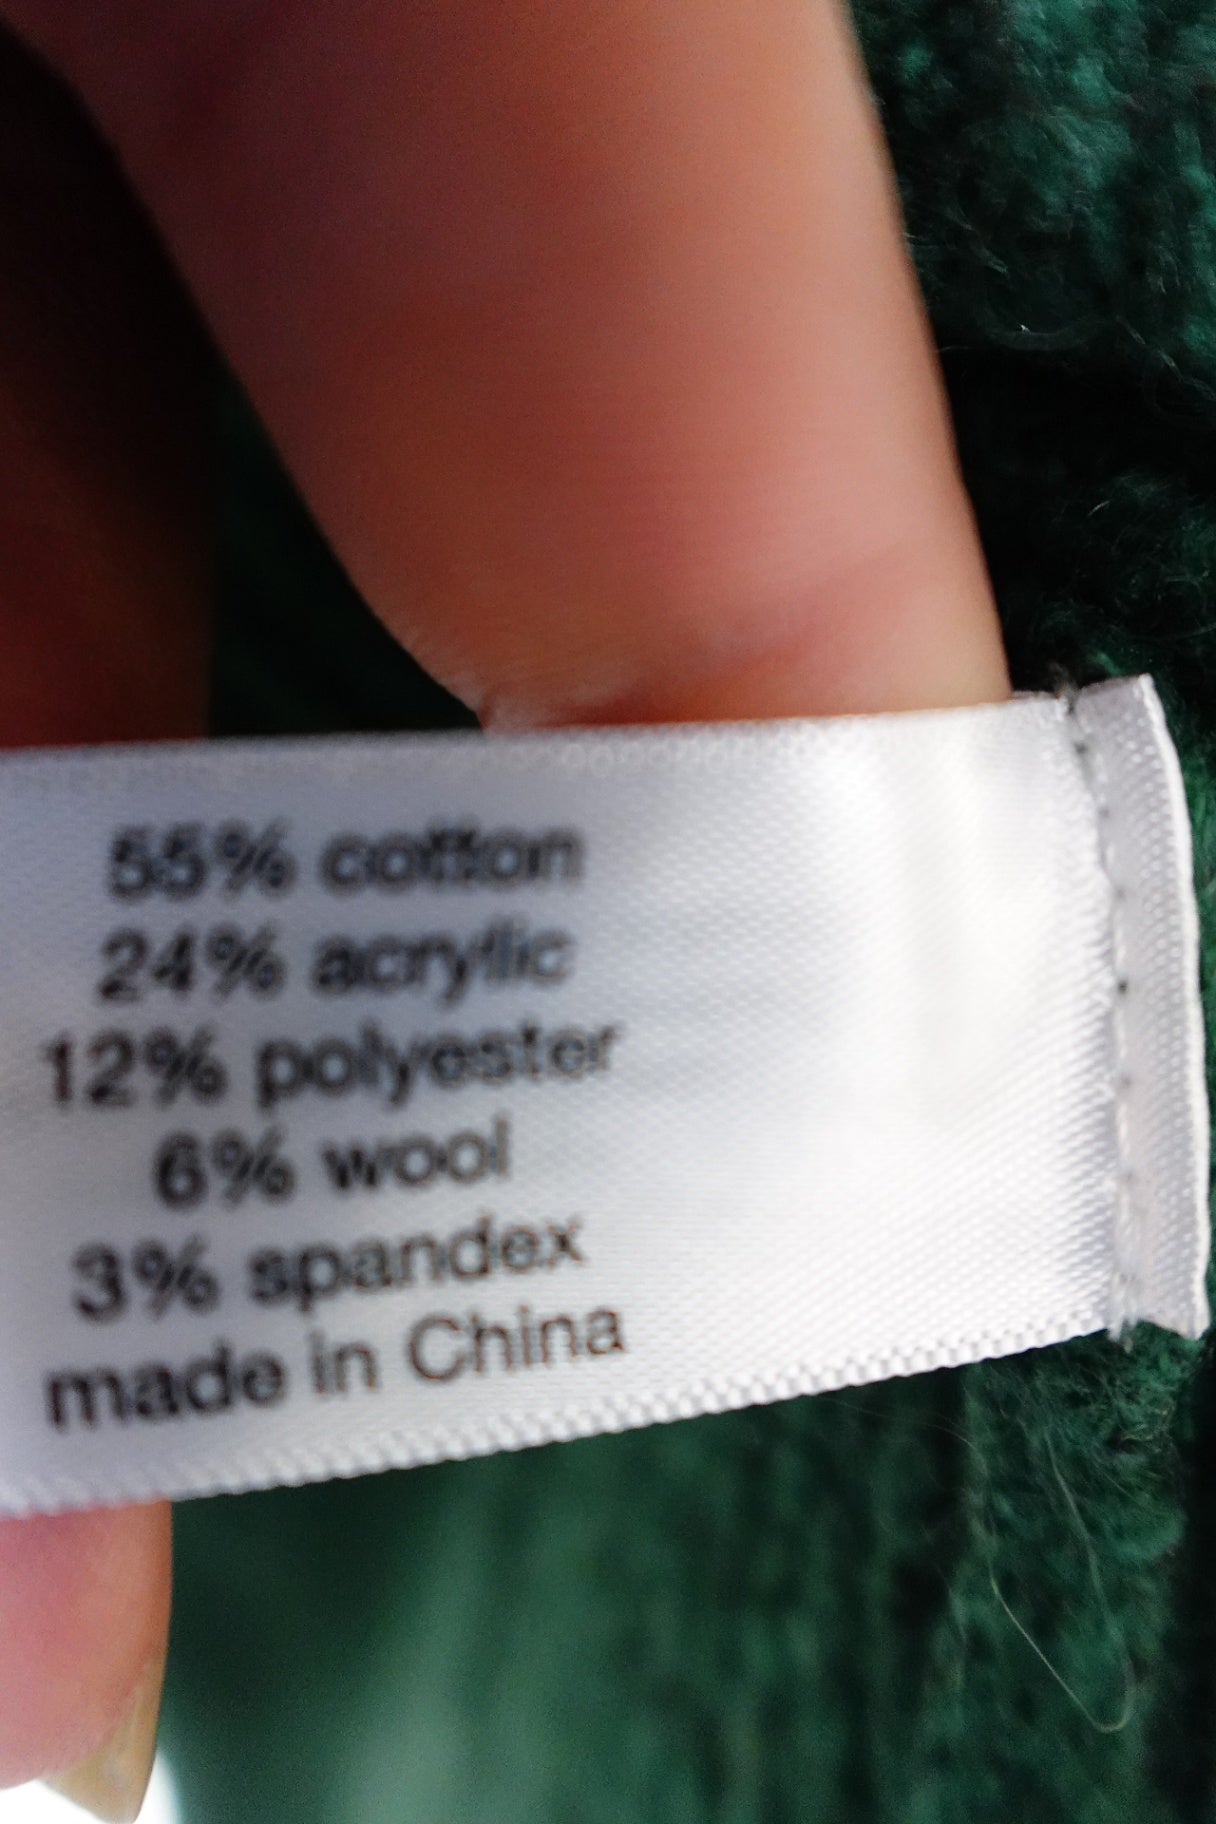 55% cotton
24% acrylic
12% polyester
6% wool
3% spandex
made in China